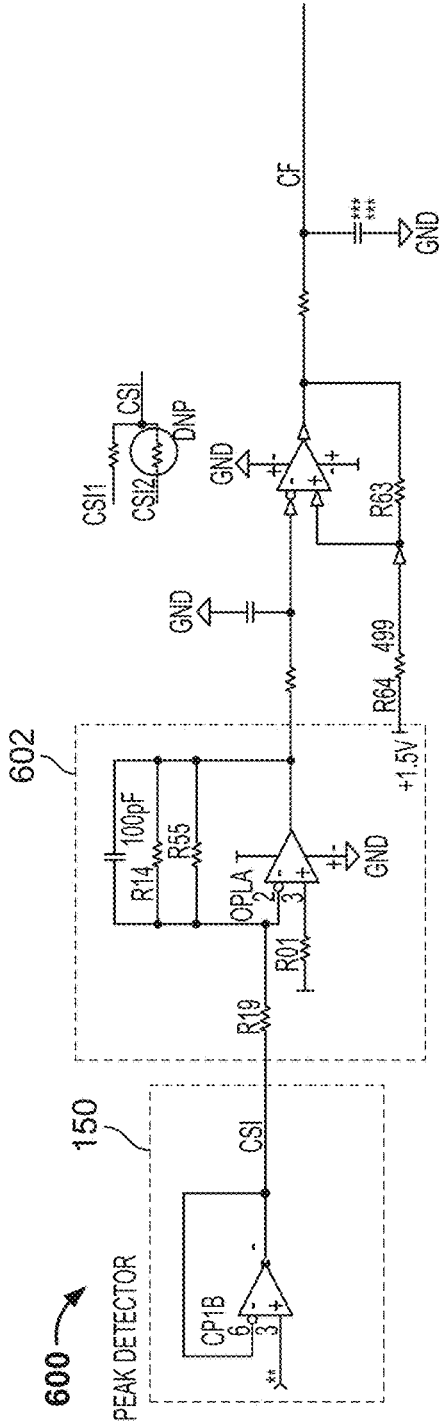 600
PEAK DETECTOR
150
CP1B
6
3
-
+
**
-
CSI
602
R19
100pF
R14
R55
OPLA
2
3
-
+
+ -
GND
R01
GND
+1.5V
R64 499
R63
GND
+ -
-
+
- +
CSI1
CSI2
CSI
DNP
CF
***
***
GND